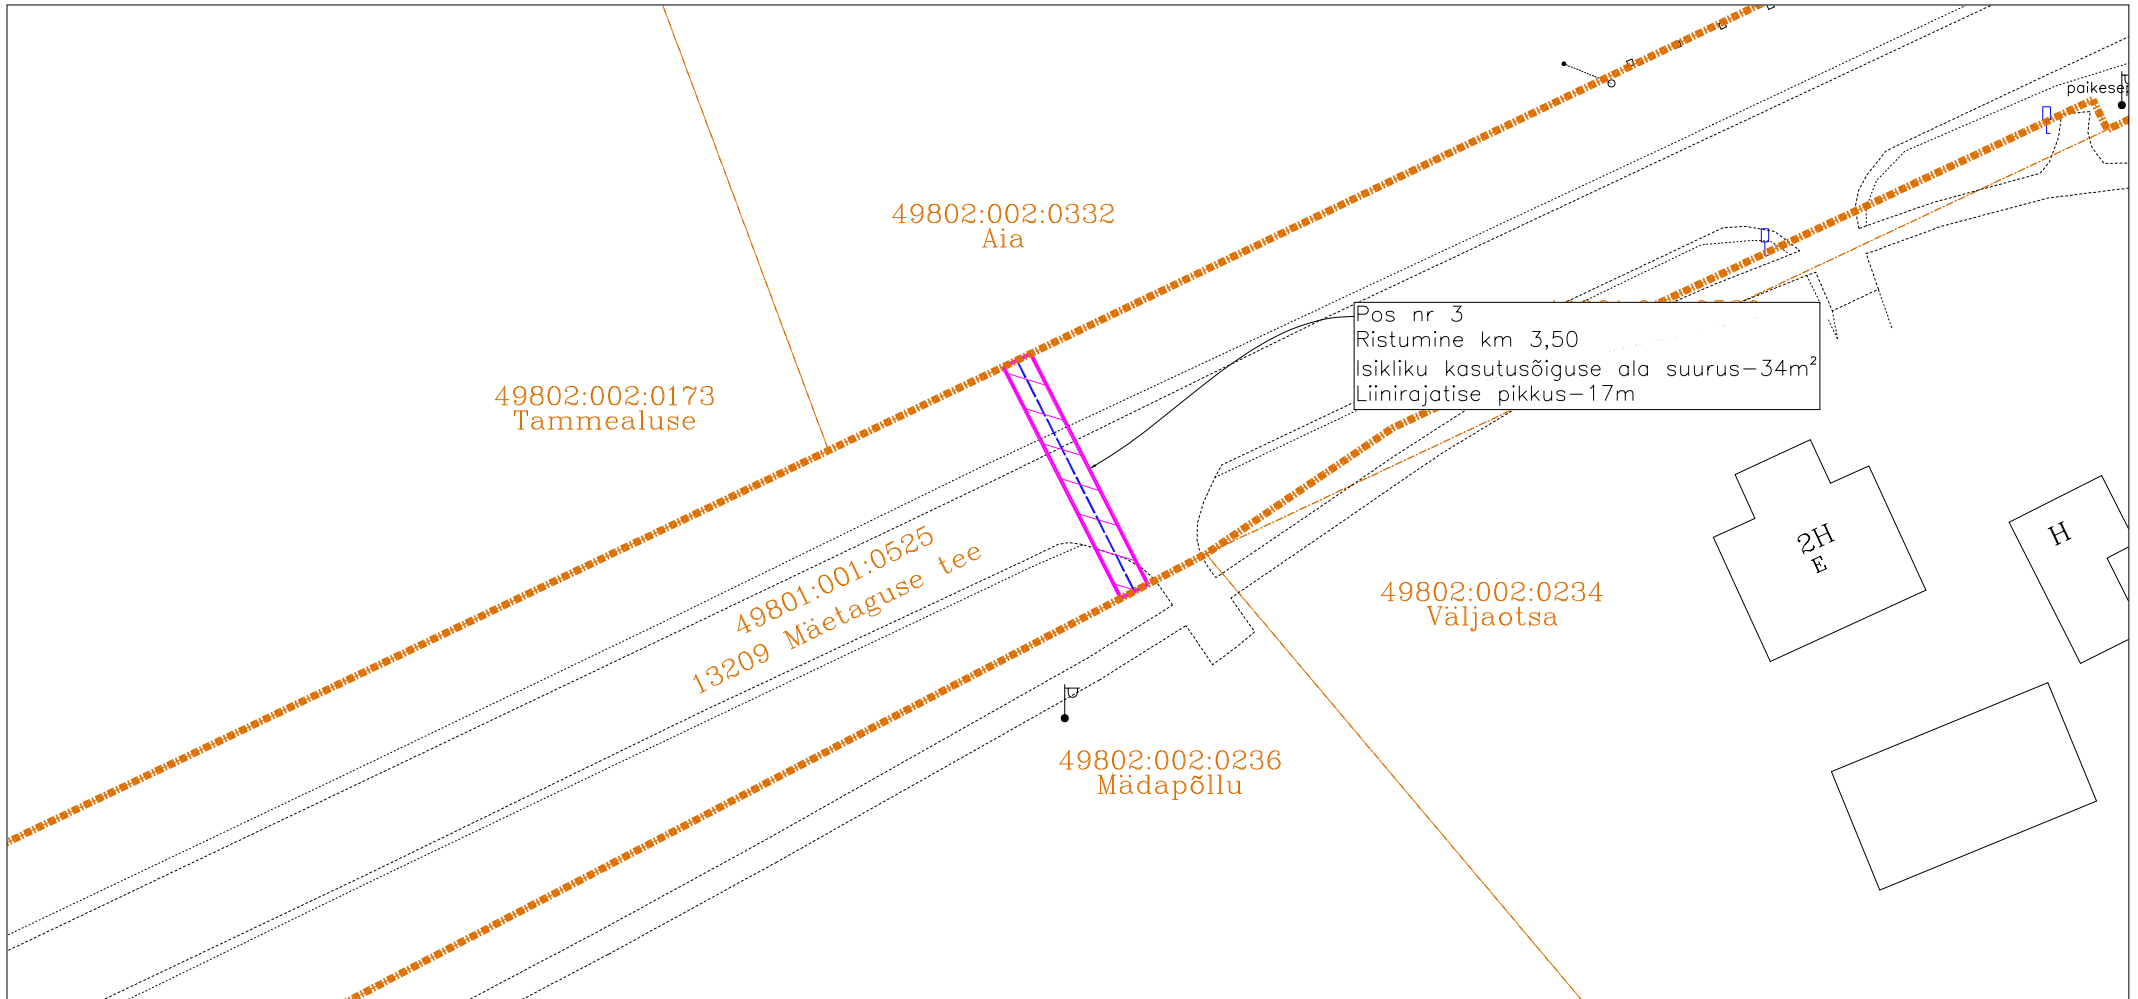 paikese
49802:002:0332
Aia
Pos nr 3
Ristumine km 3,50
Isikliku kasutusõiguse ala suurus-34m²
Liinirajatise pikkus-17m
49802:002:0173
Tammealuse
49801:001:0525
13209 Mäetaguse tee
2H
E
H
49802:002:0234
Väljaotsa
49802:002:0236
Mädapõllu